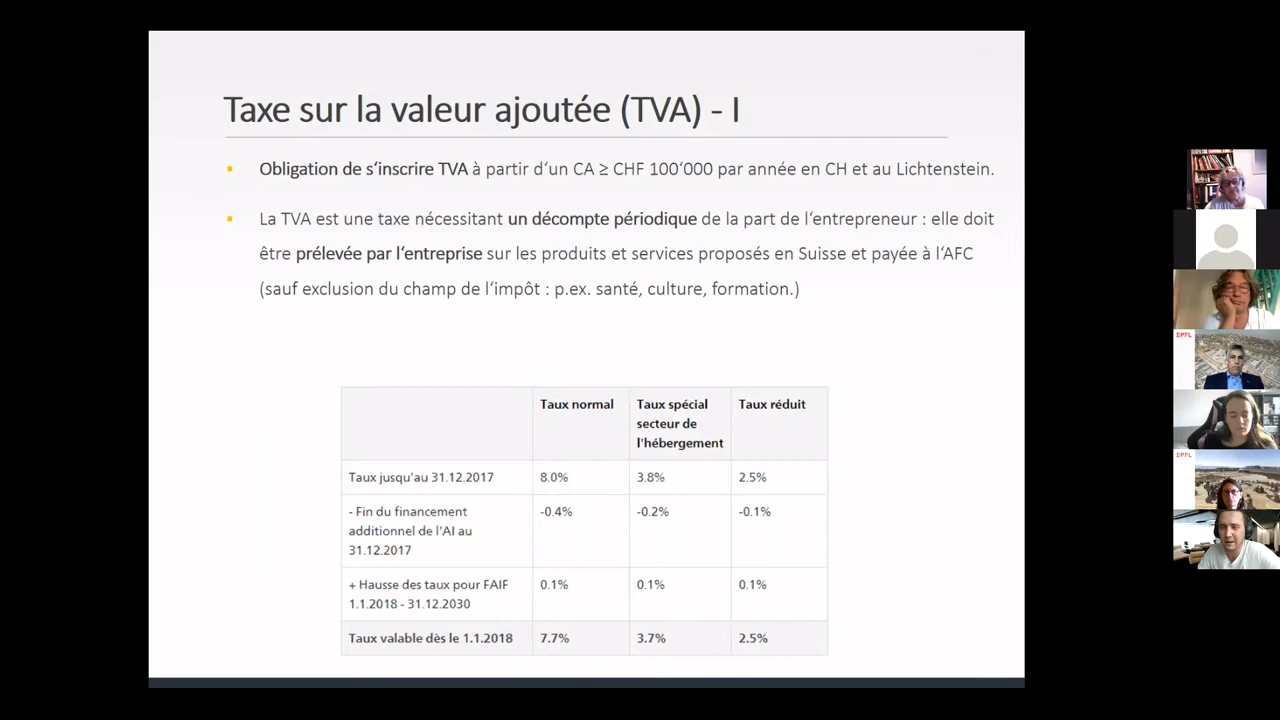 Taxe sur la valeur ajoutée (TVA) - I
Obligation de s‘inscrire TVA à partir d‘un CA ≥ CHF 100‘000 par année en CH et au Lichtenstein.
La TVA est une taxe nécessitant un décompte périodique de la part de l‘entrepreneur : elle doit
être prélevée par l‘entreprise sur les produits et services proposés en Suisse et payée à l‘AFC
(sauf exclusion du champ de l‘impôt : p.ex. santé, culture, formation.)
Taux normal
Taux spécial
secteur de
l'hébergement
Taux réduit
Taux jusqu'au 31.12.2017 8.0% 3.8% 2.5%
- Fin du financement -0.4% -0.2% -0.1%
additionnel de l'AI au
31.12.2017
+ Hausse des taux pour FAIF 0.1% 0.1% 0.1%
1.1.2018 - 31.12.2030
Taux valable dès le 1.1.2018 7.7% 3.7% 2.5%
EPFL
EPFL